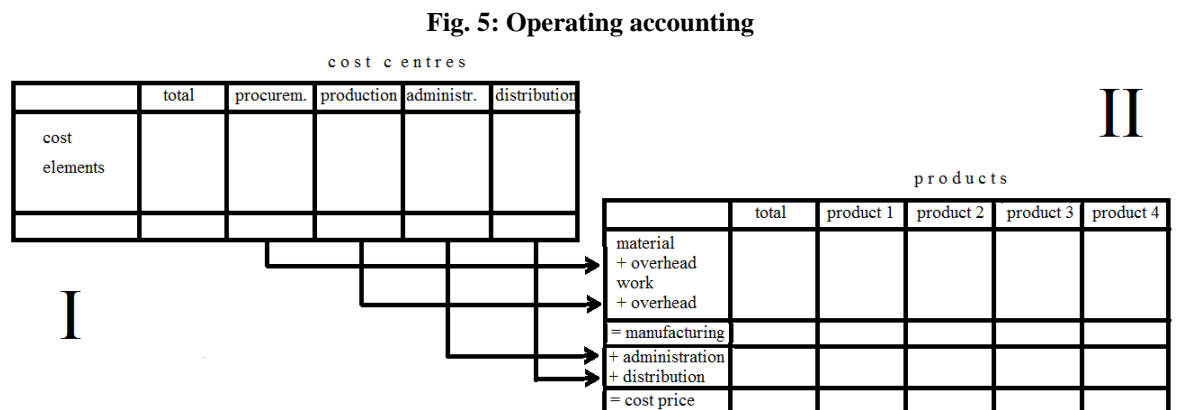 Fig. 5: Operating accounting
cost centres
total procurem. production administr. distribution
cost
elements
I
II
products
total product 1 product 2 product 3 product 4
material
+ overhead
work
+ overhead
= manufacturing
+ administration
+ distribution
= cost price